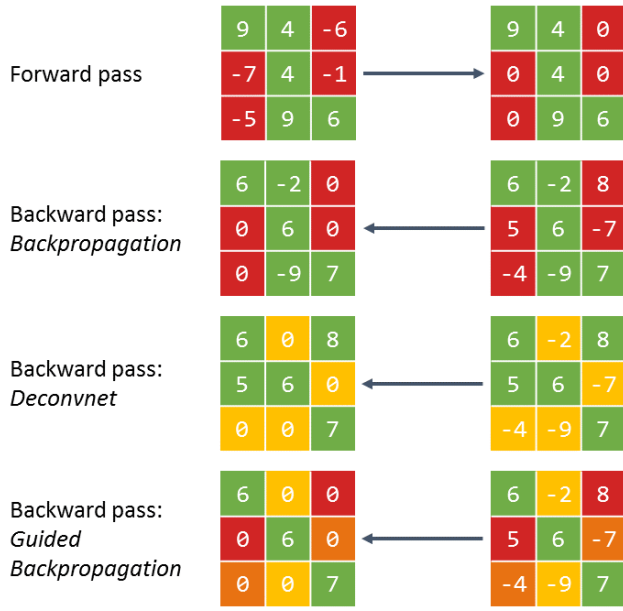 9 4 -6 9 4 0
Forward pass -7 4 -1 0 4 0
-5 9 6 0 9 6
6 -2 0 6 -2 8
Backward pass: 0 6 0 5 6 -7
Backpropagation
0 -9 7 -4 -9 7
6 0 8 6 -2 8
Backward pass: 5 6 0 5 6 -7
Deconvnet
0 0 7 -4 -9 7
6 0 0 6 -2 8
Backward pass:
Guided 0 6 0 5 6 -7
Backpropagation 0 0 7 -4 -9 7